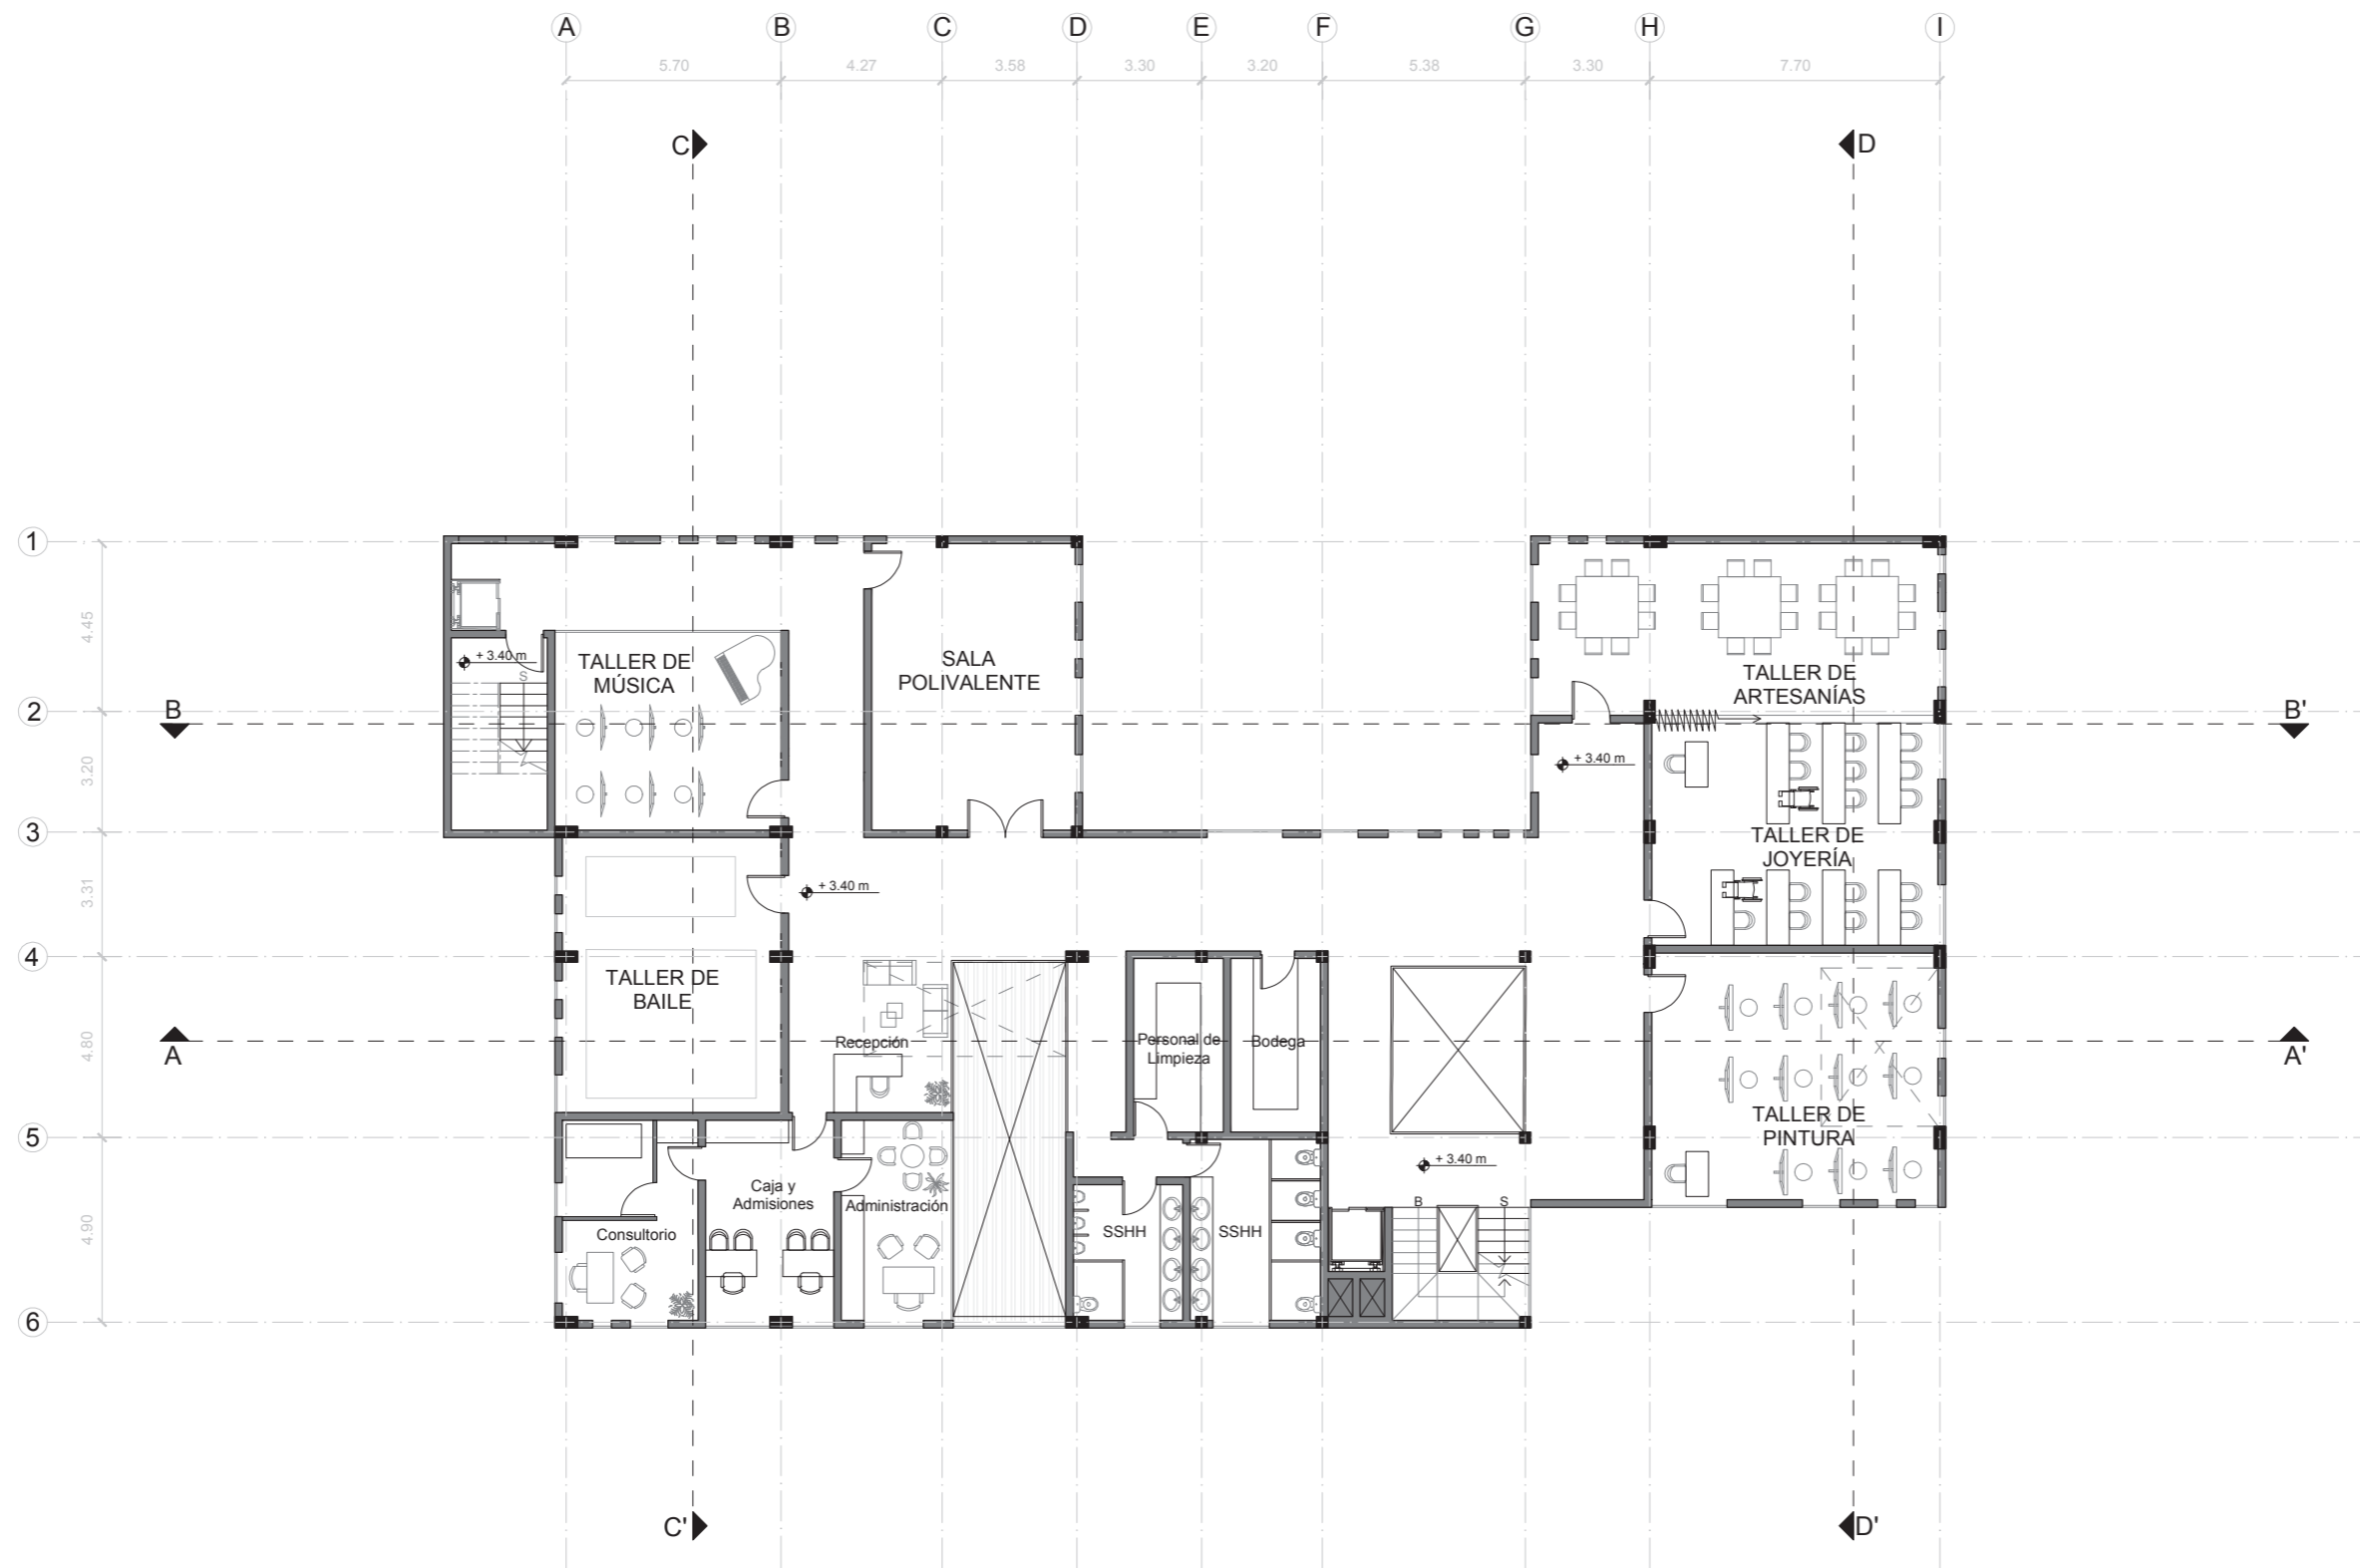 A B C D E F G H I
5.70 4.27 3.58 3.30 3.20 5.38 3.30 7.70
C D
1
4.45
+ 3.40 m
S
TALLER DE
MÚSICA
SALA
POLIVALENTE
TALLER DE
ARTESANÍAS
2
B B'
3.20
+ 3.40 m
3
TALLER DE
JOYERÍA
3.31
+ 3.40 m
4
TALLER DE
BAILE
Recepción
Personal de
Limpieza
Bodega
4.80
A A'
TALLER DE
PINTURA
5
+ 3.40 m
Caja y
Admisiones
Administración
B S
4.90
Consultorio
SSHH
SSHH
6
C' D'